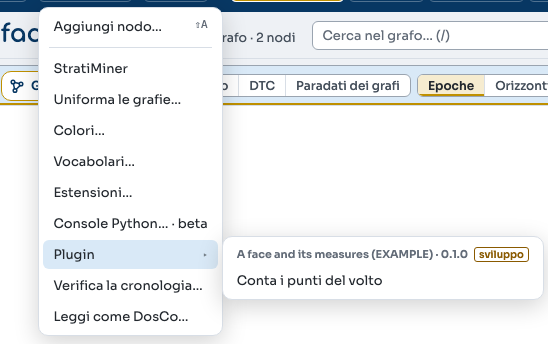 Aggiungi nodo... ⇧A
rafo · 2 nodi
Cerca nel grafo... (/)
StratiMiner
Uniforma le grafie...
DTC
Paradati dei grafi
Epoche
Orizzont
Colori...
Vocabolari...
Estensioni...
Console Python... · beta
Plugin
A face and its measures (EXAMPLE) · 0.1.0 sviluppo
Conta i punti del volto
Verifica la cronologia...
Leggi come DosCo...